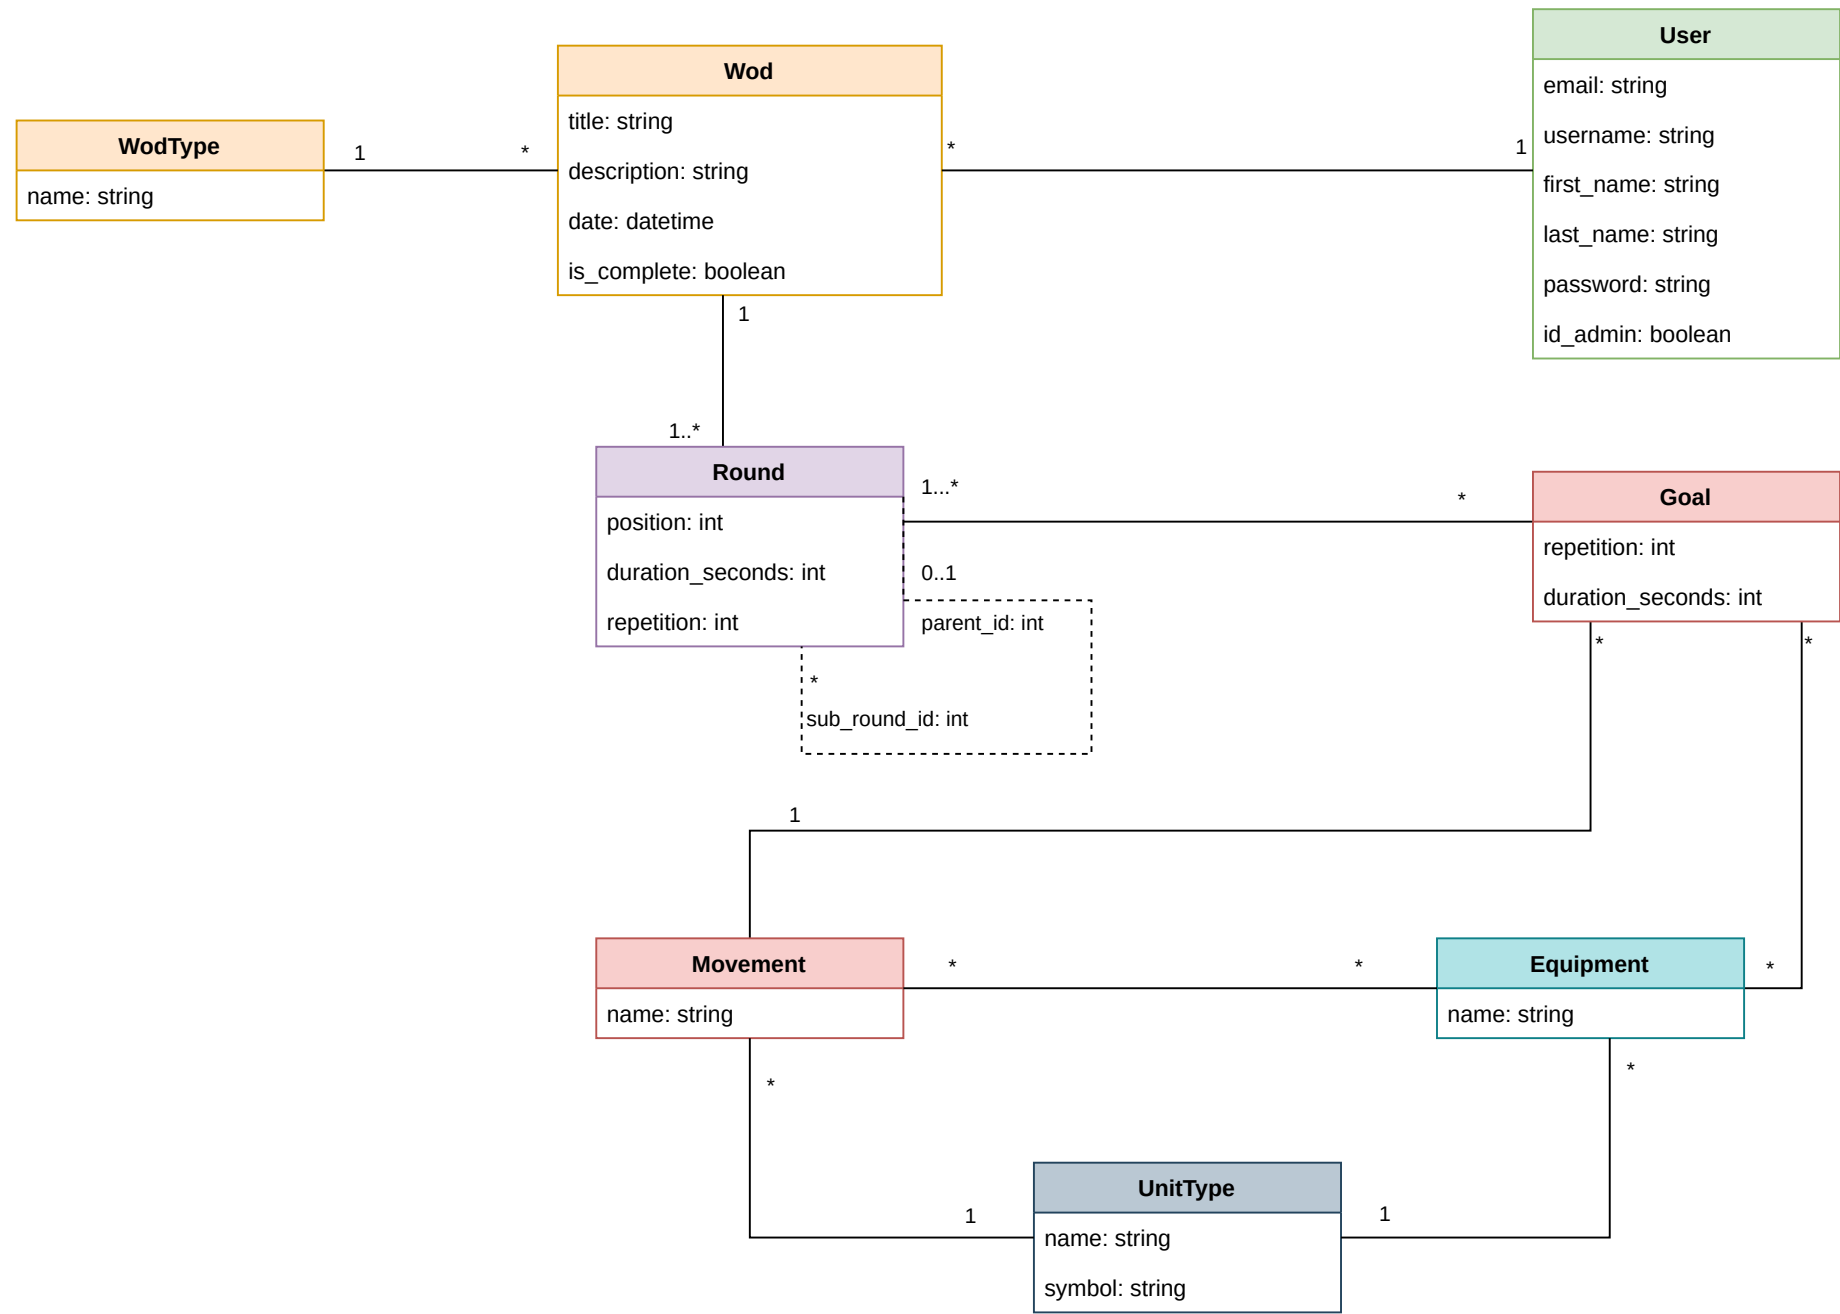 User
email: string
username: string
first_name: string
last_name: string
password: string
id_admin: boolean
Wod
title: string
description: string
date: datetime
is_complete: boolean
WodType
name: string
1
*
*
1
1
1..*
Round
position: int
duration_seconds: int
repetition: int
1...*
*
0..1
parent_id: int
*
sub_round_id: int
Goal
repetition: int
duration_seconds: int
*
*
1
Movement
name: string
*
*
Equipment
name: string
*
*
*
1
1
UnitType
name: string
symbol: string